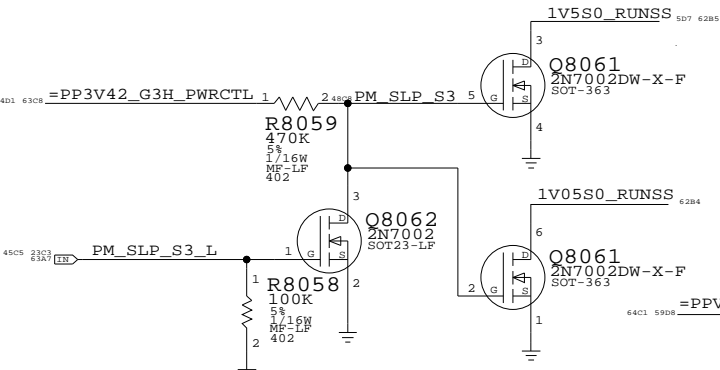 1V5S0_RUNSS 5D7 62B5
3
D
Q8061
2N7002DW-X-F
SOT-363
4D1 63C8 =PP3V42_G3H_PWRCTL 1 2 48C8 PM_SLP_S3 5 G S
R8059
470K
5%
1/16W
MF-LF
402
4
1V05S0_RUNSS 62B4
3
D
Q8062
2N7002
SOT23-LF
6
45C5 23C3
63A7 IN PM_SLP_S3_L 1 G S
D
Q8061
2N7002DW-X-F
SOT-363
1
R8058
100K
5%
1/16W
MF-LF
402
2
2
2 G S
1
64C1 59D8 =PPV